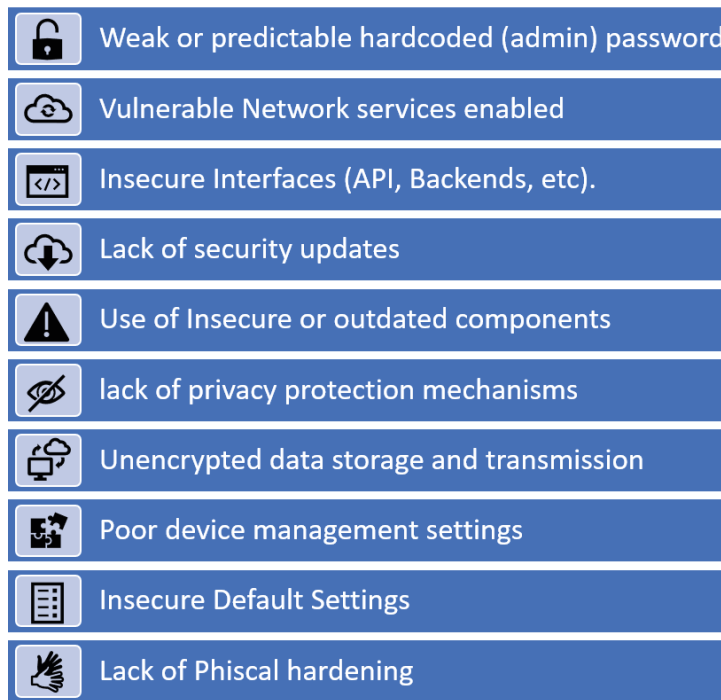 Weak or predictable hardcoded (admin) password
Vulnerable Network services enabled
Insecure Interfaces (API, Backends, etc).
Lack of security updates
Use of Insecure or outdated components
lack of privacy protection mechanisms
Unencrypted data storage and transmission
Poor device management settings
Insecure Default Settings
Lack of Phiscal hardening